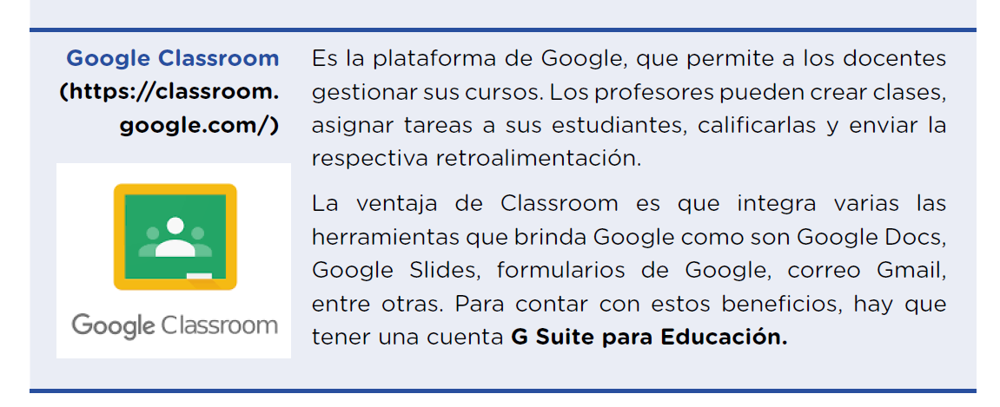 Google Classroom
(https://classroom.
google.com/)
Google Classroom
Es la plataforma de Google, que permite a los docentes
gestionar sus cursos. Los profesores pueden crear clases,
asignar tareas a sus estudiantes, calificarlas y enviar la
respectiva retroalimentación.
La ventaja de Classroom es que integra varias las
herramientas que brinda Google como son Google Docs,
Google Slides, formularios de Google, correo Gmail,
entre otras. Para contar con estos beneficios, hay que
tener una cuenta G Suite para Educación.